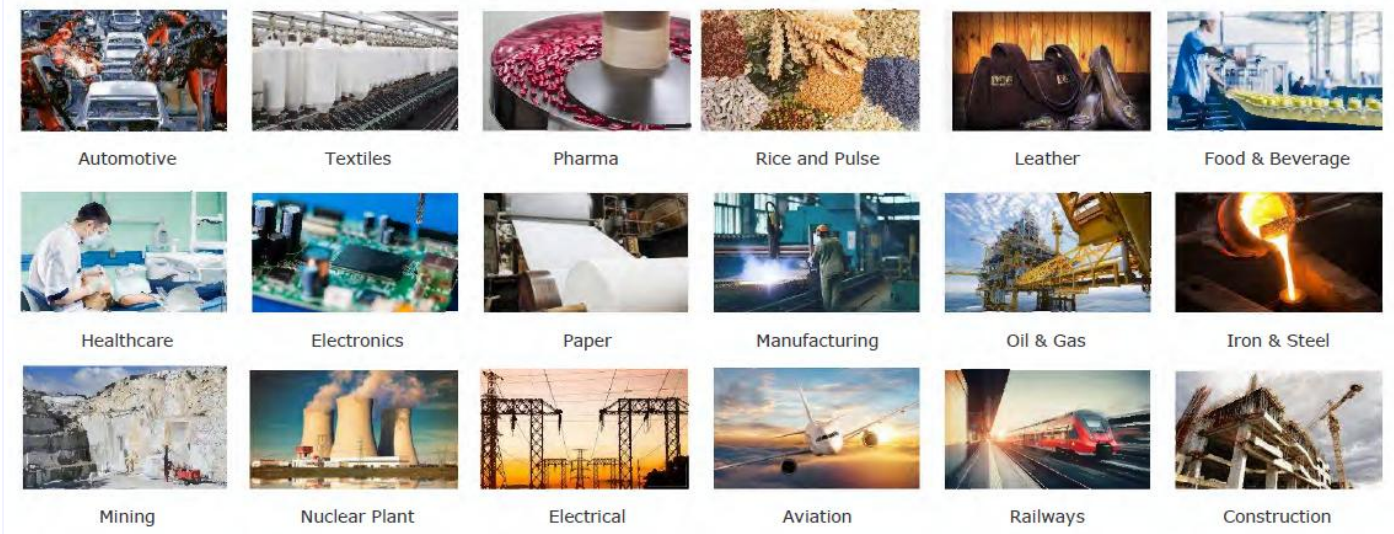 Automotive
Textiles
Pharma
Rice and Pulse
Leather
Food & Beverage
Healthcare
Electronics
Paper
Manufacturing
Oil & Gas
Iron & Steel
Mining
Nuclear Plant
Electrical
Aviation
Railways
Construction